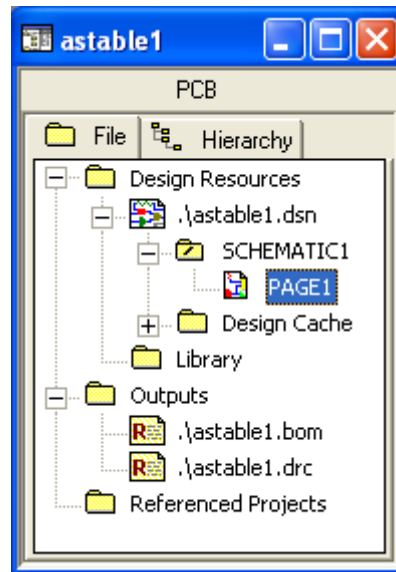 astable1
PCB
File Hierarchy
Design Resources
.\astable1.dsn
SCHEMATIC1
PAGE1
Design Cache
Library
Outputs
.\astable1.bom
.\astable1.drc
Referenced Projects